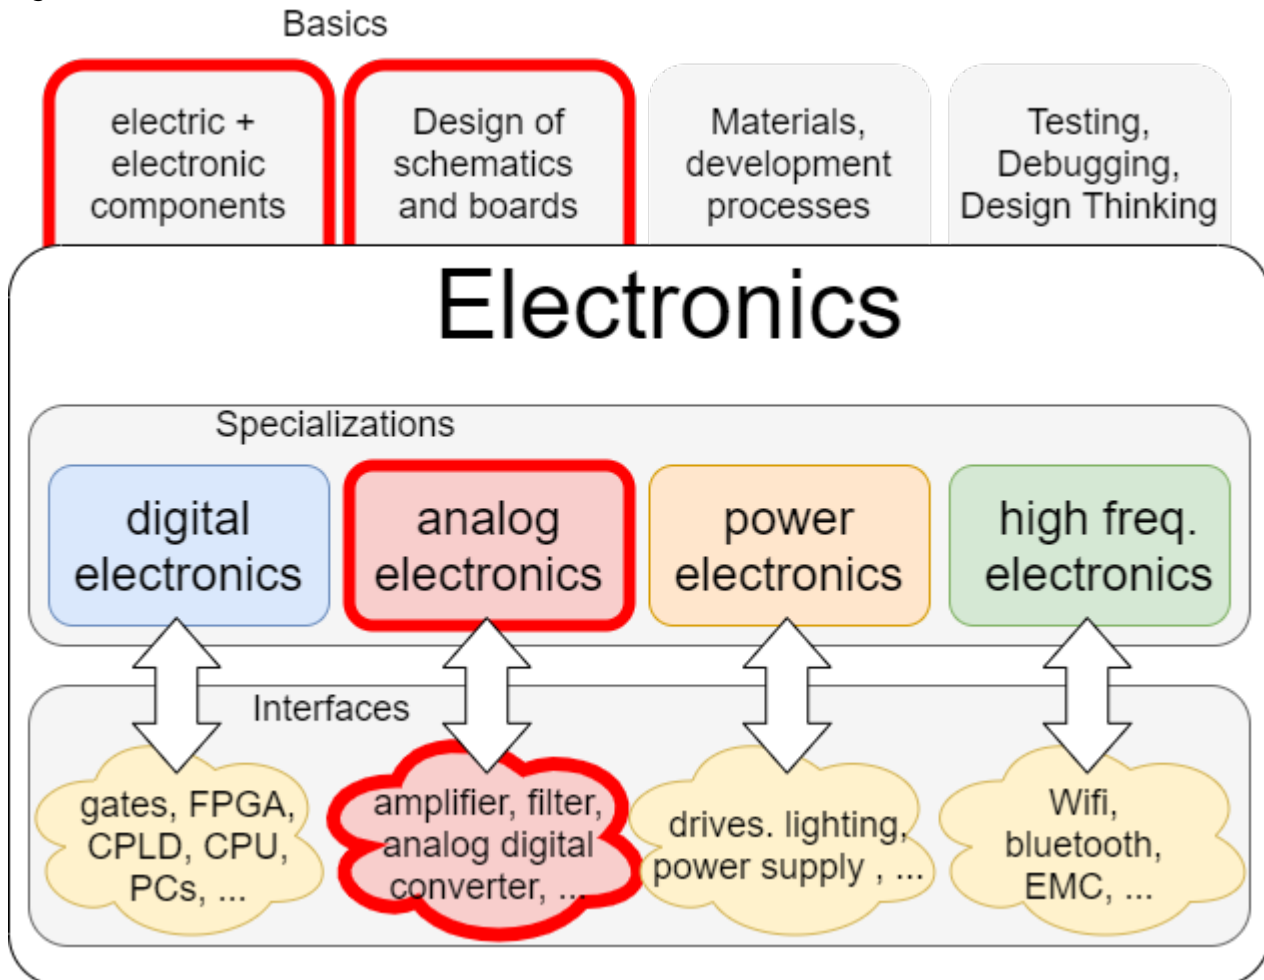 Basics
electric +
electronic
components
Design of
schematics
and boards
Materials,
development
processes
Testing,
Debugging,
Design Thinking
Electronics
Specializations
digital
electronics
analog
electronics
power
electronics
high freq.
electronics
Interfaces
gates, FPGA,
CPLD, CPU,
PCs, ...
amplifier, filter,
analog digital
converter, ...
drives. lighting,
power supply , ...
Wifi,
bluetooth,
EMC, ...